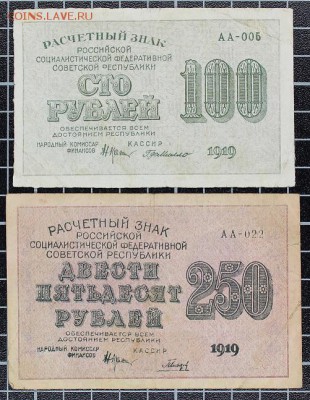 COINS.LAVE.RU
РАСЧЕТНЫЙ ЗНАК
РОССИЙСКОЙ
СОЦИАЛИСТИЧЕСКОЙ ФЕДЕРАТИВНОЙ
СОВЕТСКОЙ РЕСПУБЛИКИ
АА-005
СТО
РУБЛЕЙ
100
ОБЕСПЕЧИВАЕТСЯ ВСЕМ
ДОСТОЯНИЕМ РЕСПУБЛИКИ
НАРОДНЫЙ КОМИССАР
ФИНАНСОВ
КАССИР
1919
РАСЧЕТНЫЙ ЗНАК
РОССИЙСКОЙ
СОЦИАЛИСТИЧЕСКОЙ ФЕДЕРАТИВНОЙ
СОВЕТСКОЙ РЕСПУБЛИКИ
АА-022
ДВЕСТИ
ПЯТЬДЕСЯТ
РУБЛЕЙ
250
ОБЕСПЕЧИВАЕТСЯ ВСЕМ
ДОСТОЯНИЕМ РЕСПУБЛИКИ
НАРОДНЫЙ КОМИССАР
ФИНАНСОВ
КАССИР
1919